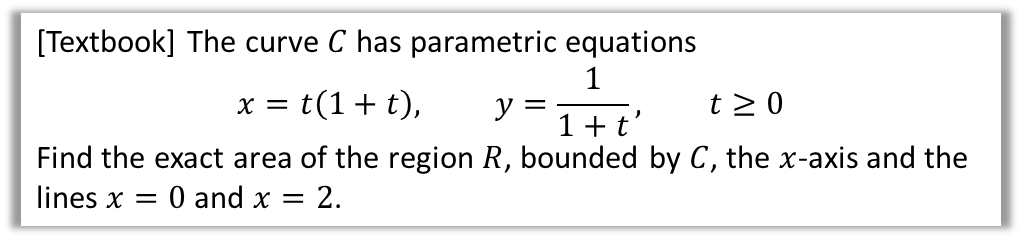 [Textbook] The curve C has parametric equations
x = t(1 + t), y = 1/(1 + t), t ≥ 0
Find the exact area of the region R, bounded by C, the x-axis and the
lines x = 0 and x = 2.